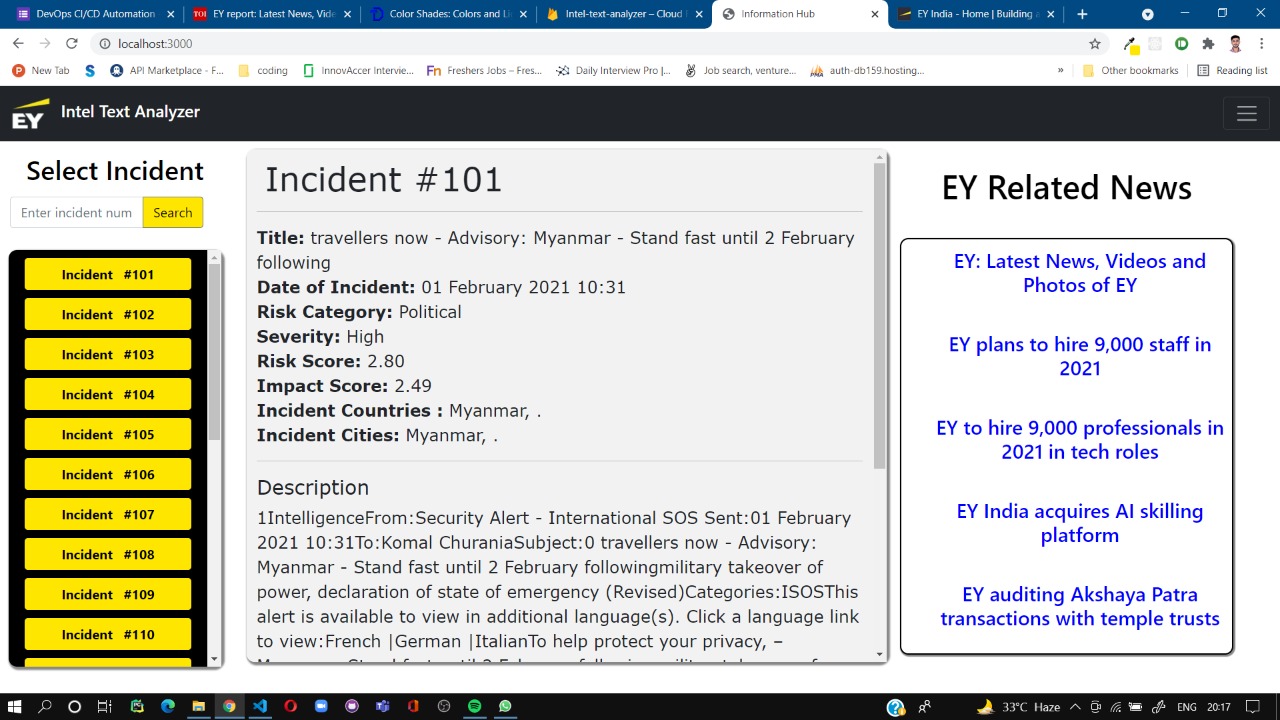 DevOps CI/CD Automation
EY report: Latest News, Vide
Color Shades: Colors and Li
Intel-text-analyzer – Cloud
Information Hub
EY India - Home | Building
localhost:3000
New Tab
API Marketplace - F...
coding
InnovAccer Intervie...
Freshers Jobs – Fres...
Daily Interview Pro |...
Job search, venture...
auth-db159.hosting...
»
Other bookmarks
Reading list
EY
Intel Text Analyzer
Select Incident
Enter incident num
Search
Incident #101
Incident #102
Incident #103
Incident #104
Incident #105
Incident #106
Incident #107
Incident #108
Incident #109
Incident #110
Incident #101
Title: travellers now - Advisory: Myanmar - Stand fast until 2 February
following
Date of Incident: 01 February 2021 10:31
Risk Category: Political
Severity: High
Risk Score: 2.80
Impact Score: 2.49
Incident Countries : Myanmar, .
Incident Cities: Myanmar, .
Description
1IntelligenceFrom:Security Alert - International SOS Sent:01 February
2021 10:31To:Komal ChuraniaSubject:0 travellers now - Advisory:
Myanmar - Stand fast until 2 February followingmilitary takeover of
power, declaration of state of emergency (Revised)Categories:ISOSThis
alert is available to view in additional language(s). Click a language link
to view:French |German |ItalianTo help protect your privacy, –
EY Related News
EY: Latest News, Videos and
Photos of EY
EY plans to hire 9,000 staff in
2021
EY to hire 9,000 professionals in
2021 in tech roles
EY India acquires AI skilling
platform
EY auditing Akshaya Patra
transactions with temple trusts
33°C Haze
ENG
20:17